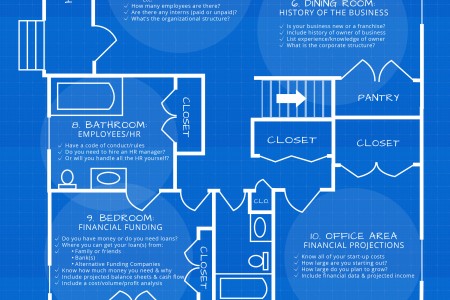 How many employees are there?
✓ Are there any interns (paid or unpaid)?
✓ What's the organizational structure?
6. DINING ROOM:
HISTORY OF THE BUSINESS
✓ Is your business new or a franchise?
✓ Include history of owner of business
✓ List experience/knowledge of owner
✓ What is the corporate structure?
PANTRY
CLOSET
CLOSET
CLOSET
8. BATHROOM:
EMPLOYEES/HR
✓ Have a code of conduct/rules
✓ Do you need to hire an HR manager?
✓ Or will you handle all the HR yourself?
CLO
9. BEDROOM:
FINANCIAL FUNDING
✓ Do you have money or do you need loans?
✓ Where you can get your loan(s) from:
• Family or friends
• Bank(s)
• Alternative Funding Companies
✓ Know how much money you need & why
✓ Include projected balance sheets & cash flow
✓ Include a cost/volume/profit analysis
CLOSET
10. OFFICE AREA:
FINANCIAL PROJECTIONS
✓ Know all of your start-up costs
✓ How large do you want to start?
✓ How large do you plan to grow?
✓ Include financial data & projected income